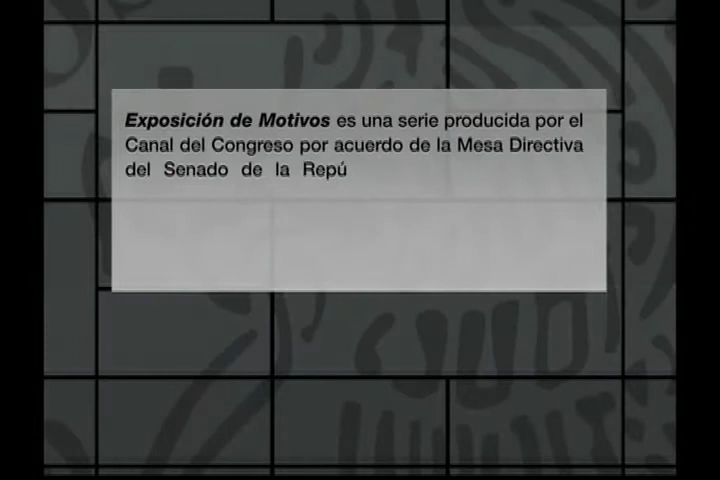 Exposición de Motivos es una serie producida por el
Canal del Congreso por acuerdo de la Mesa Directiva
del Senado de la Repú